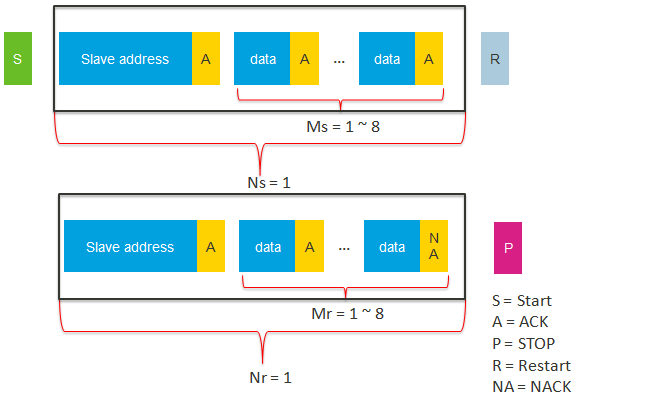 S
Slave address A data A ... data A
R
Ms = 1 ~ 8
Ns = 1
Slave address A data A ... data N A
P
Mr = 1 ~ 8
Nr = 1
S = Start
A = ACK
P = STOP
R = Restart
NA = NACK